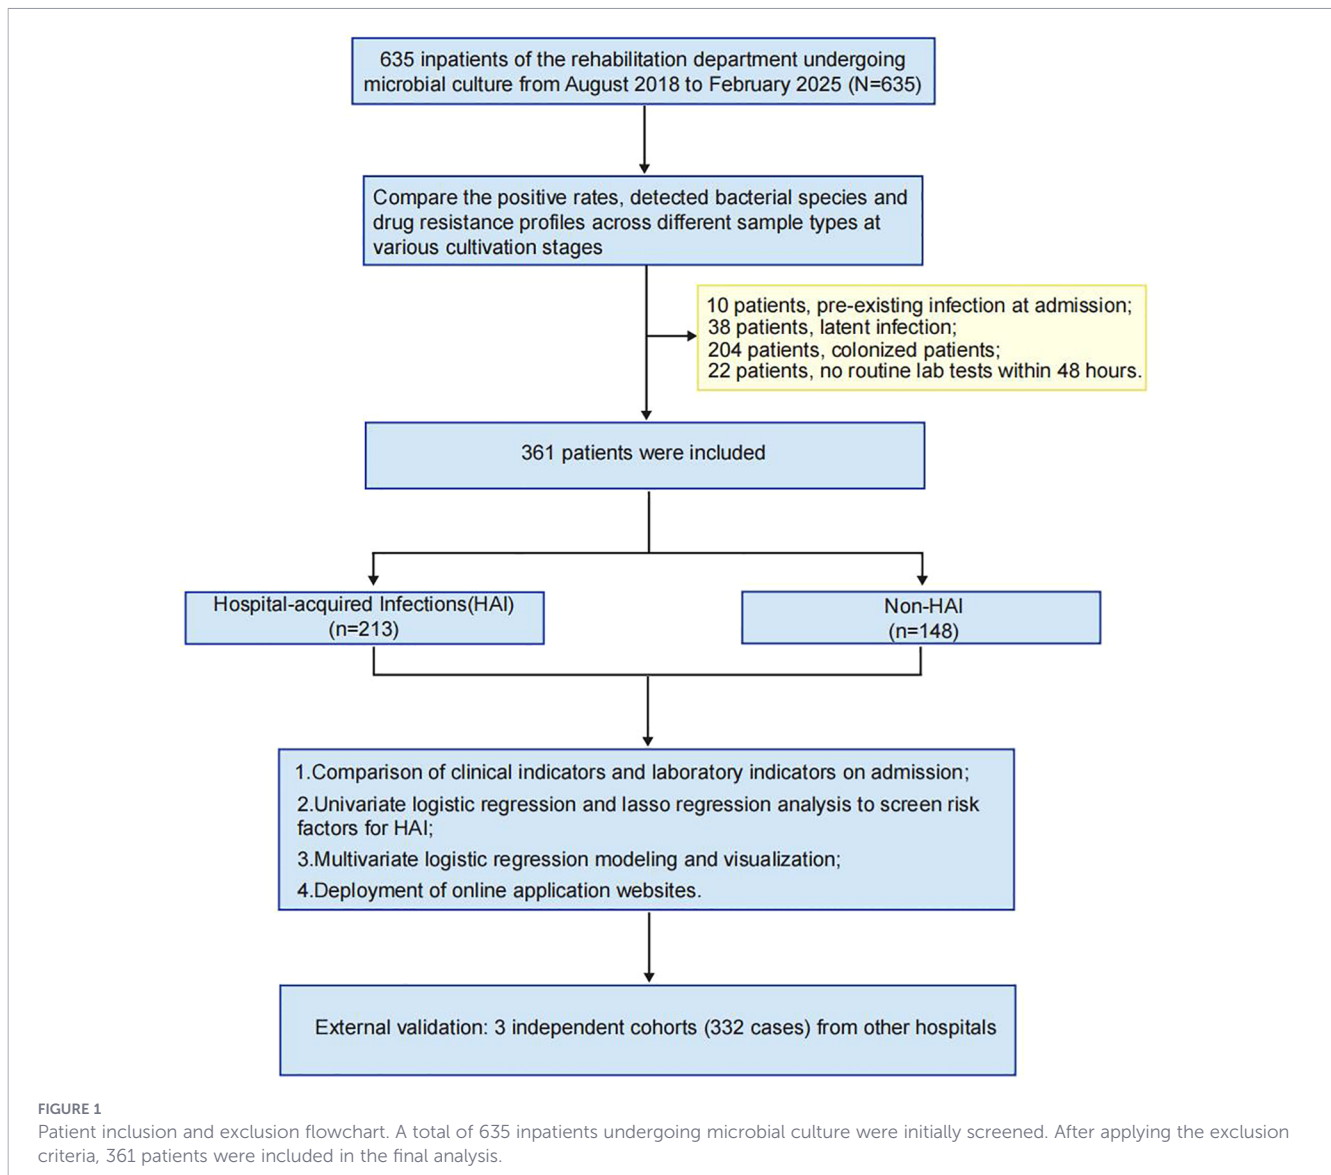 635 inpatients of the rehabilitation department undergoing
microbial culture from August 2018 to February 2025 (N=635)
Compare the positive rates, detected bacterial species and
drug resistance profiles across different sample types at
various cultivation stages
10 patients, pre-existing infection at admission;
38 patients, latent infection;
204 patients, colonized patients;
22 patients, no routine lab tests within 48 hours.
361 patients were included
Hospital-acquired Infections(HAI)
(n=213)
Non-HAI
(n=148)
1.Comparison of clinical indicators and laboratory indicators on admission;
2.Univariate logistic regression and lasso regression analysis to screen risk
factors for HAI;
3.Multivariate logistic regression modeling and visualization;
4.Deployment of online application websites.
External validation: 3 independent cohorts (332 cases) from other hospitals
FIGURE 1
Patient inclusion and exclusion flowchart. A total of 635 inpatients undergoing microbial culture were initially screened. After applying the exclusion
criteria, 361 patients were included in the final analysis.